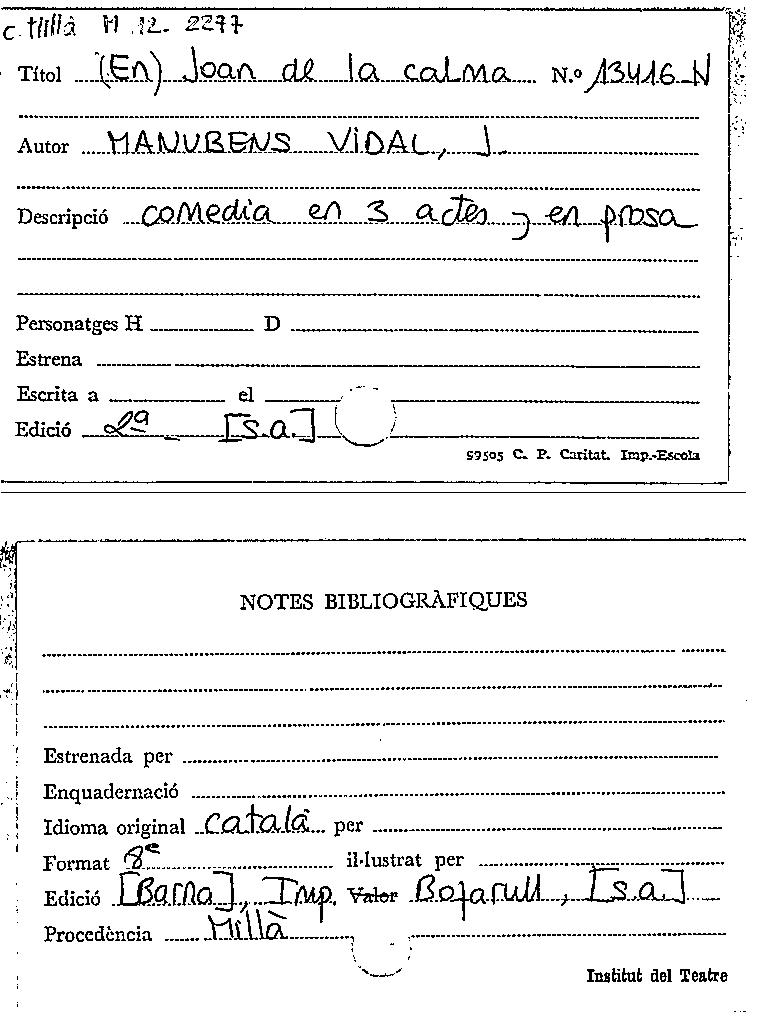 c. Millà M 12. 2277
Títol (En) Joan de la calma N.º 13416-N
Autor MANUBENS VIDAL, J.
Descripció comedia en 3 actes y en prosa
Personatges H D
Estrena
Escrita a el
Edició 2ª [s.a.]
59505 C. P. Caritat. Imp.-Escola
NOTES BIBLIOGRÀFIQUES
Estrenada per
Enquadernació
Idioma original català per
Format 8e il·lustrat per
Edició [Barna], Imp. Valor Bofarull, [s.a.]
Procedència Millà
Institut del Teatre